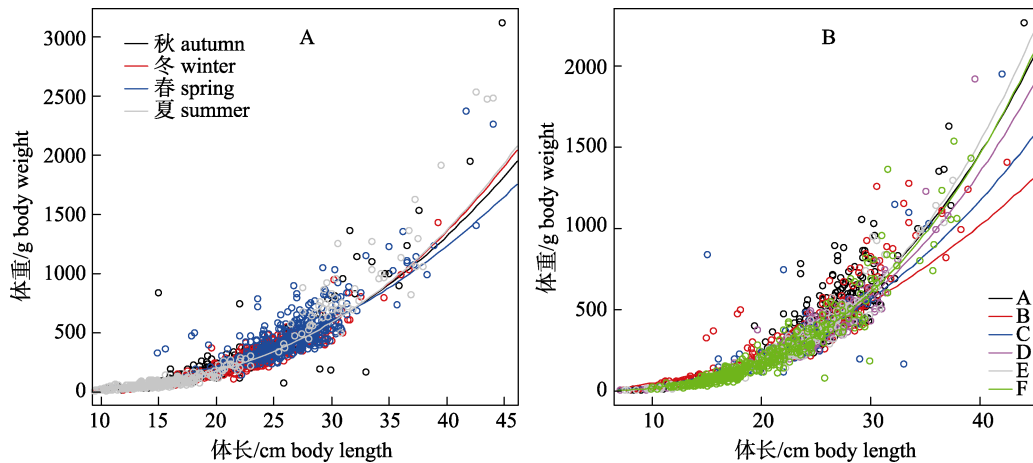 A
秋 autumn
冬 winter
春 spring
夏 summer
体重/g body weight
3000
2500
2000
1500
1000
500
0
10 15 20 25 30 35 40 45
体长/cm body length
B
体重/g body weight
2000
1500
1000
500
0
A
B
C
D
E
F
10 20 30 40
体长/cm body length